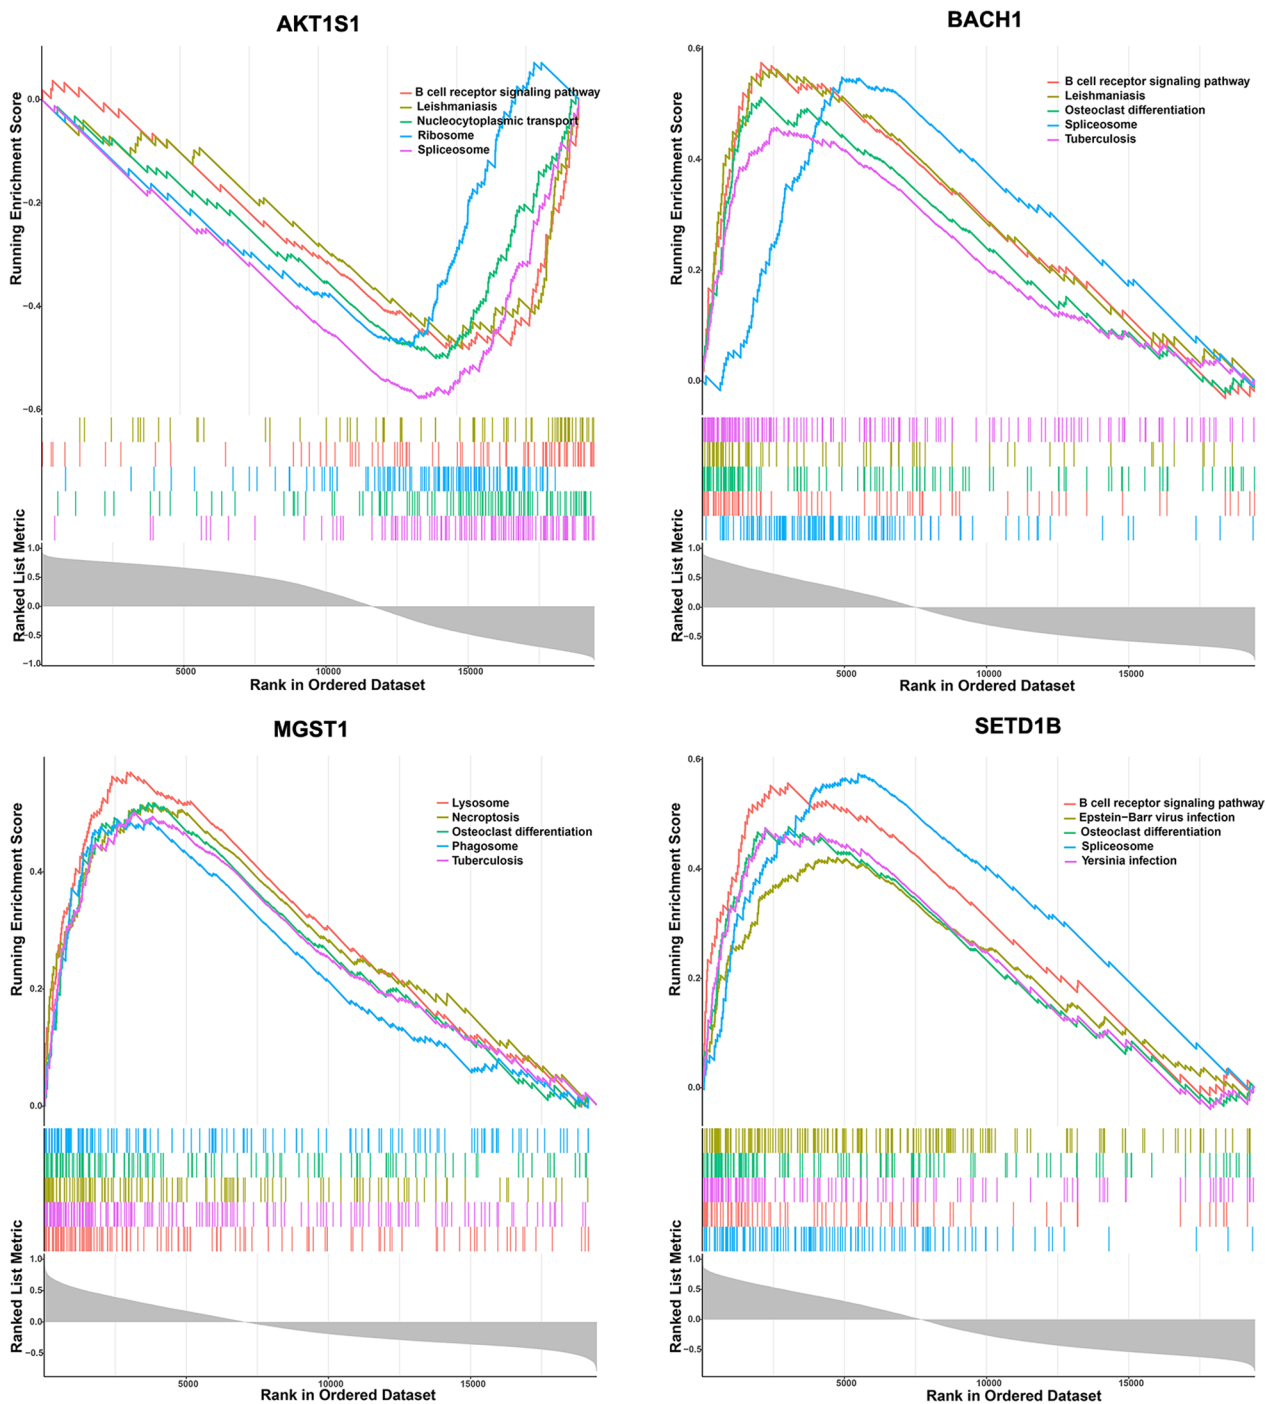 AKT1S1
Running Enrichment Score
0.0
−0.2
−0.4
−0.6
B cell receptor signaling pathway
Leishmaniasis
Nucleocytoplasmic transport
Ribosome
Spliceosome
Ranked List Metric
1.0
0.5
0.0
−0.5
−1.0
5000
10000
15000
Rank in Ordered Dataset
BACH1
Running Enrichment Score
0.6
0.4
0.2
0.0
B cell receptor signaling pathway
Leishmaniasis
Osteoclast differentiation
Spliceosome
Tuberculosis
Ranked List Metric
1.0
0.5
0.0
−0.5
5000
10000
15000
Rank in Ordered Dataset
MGST1
Running Enrichment Score
0.4
0.2
0.0
Lysosome
Necroptosis
Osteoclast differentiation
Phagosome
Tuberculosis
Ranked List Metric
1.0
0.5
0.0
−0.5
5000
10000
15000
Rank in Ordered Dataset
SETD1B
Running Enrichment Score
0.6
0.4
0.2
0.0
B cell receptor signaling pathway
Epstein−Barr virus infection
Osteoclast differentiation
Spliceosome
Yersinia infection
Ranked List Metric
1.0
0.5
0.0
−0.5
5000
10000
15000
Rank in Ordered Dataset